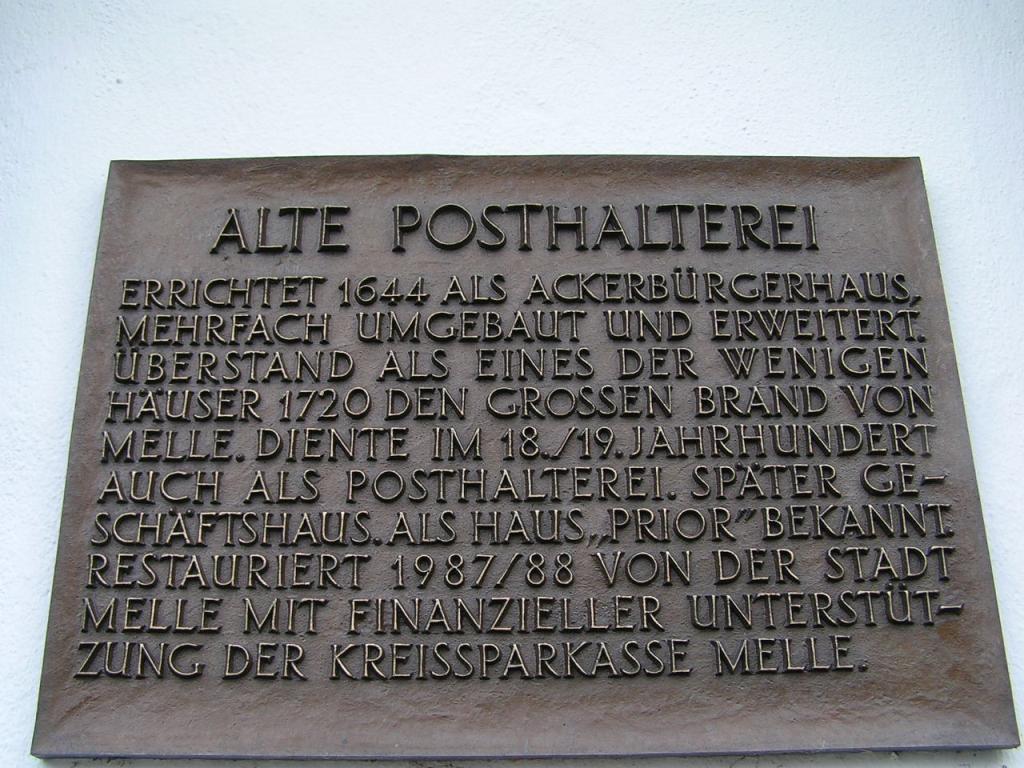 ALTE POSTHALTEREI
ERRICHTET 1644 ALS ACKERBÜRGERHAUS,
MEHRFACH UMGEBAUT UND ERWEITERT.
ÜBERSTAND ALS EINES DER WENIGEN
HÄUSER 1720 DEN GROSSEN BRAND VON
MELLE. DIENTE IM 18./19. JAHRHUNDERT
AUCH ALS POSTHALTEREI. SPÄTER GE-
SCHÄFTSHAUS. ALS HAUS „PRIOR” BEKANNT.
RESTAURIERT 1987/88 VON DER STADT
MELLE MIT FINANZIELLER UNTERSTÜT-
ZUNG DER KREISSPARKASSE MELLE.